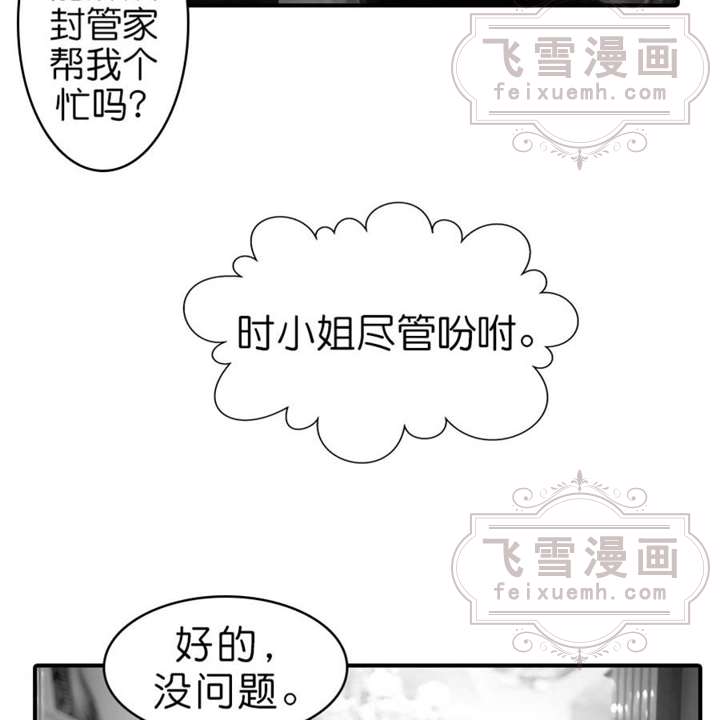 封管家
帮我个
忙吗？
飞雪漫画
feixuemh.com
时小姐尽管吩咐。
飞雪漫画
feixuemh.com
好的，
没问题。